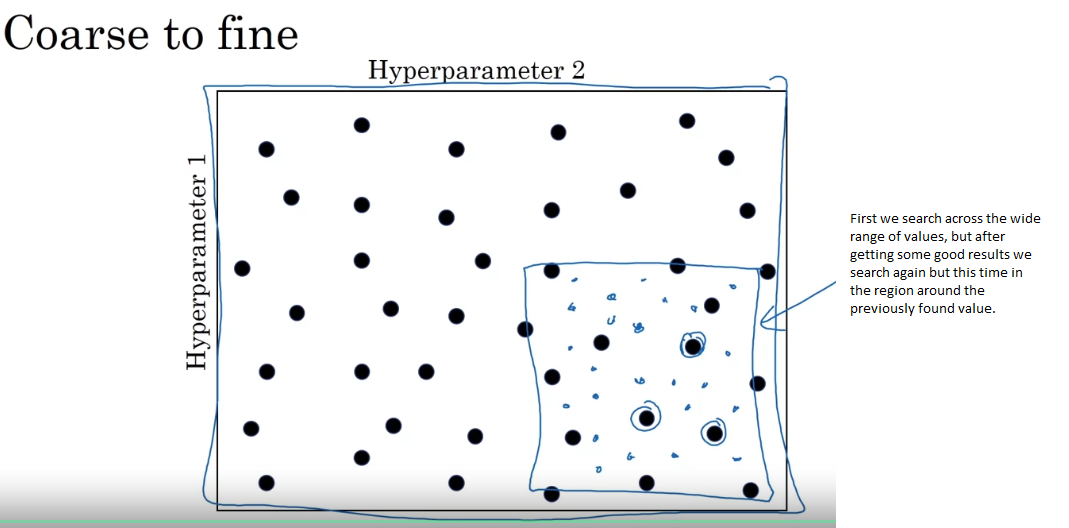 Coarse to fine
Hyperparameter 2
Hyperparameter 1
First we search across the wide
range of values, but after
getting some good results we
search again but this time in
the region around the
previously found value.